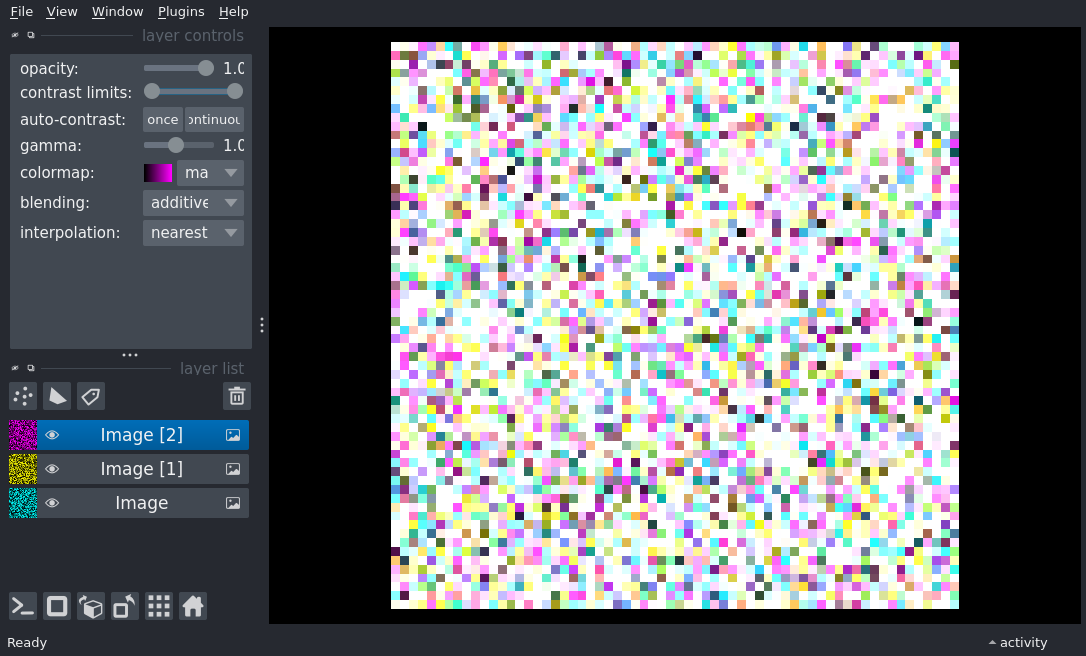 File View Window Plugins Help
layer controls
opacity: 1.0
contrast limits:
auto-contrast: once ontinuou
gamma: 1.0
colormap: ma
blending: additive
interpolation: nearest
layer list
Image [2]
Image [1]
Image
Ready activity